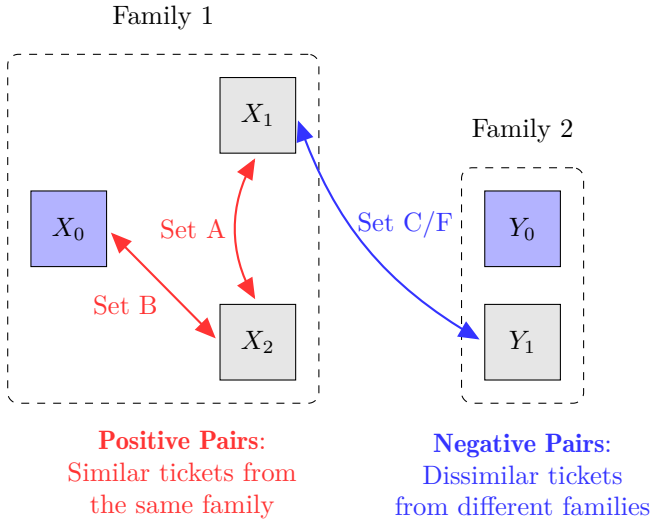 Family 1
X₁
Family 2
X₀
Set A
Set C/F
Y₀
Set B
X₂
Y₁
Positive Pairs:
Similar tickets from
the same family
Negative Pairs:
Dissimilar tickets
from different families